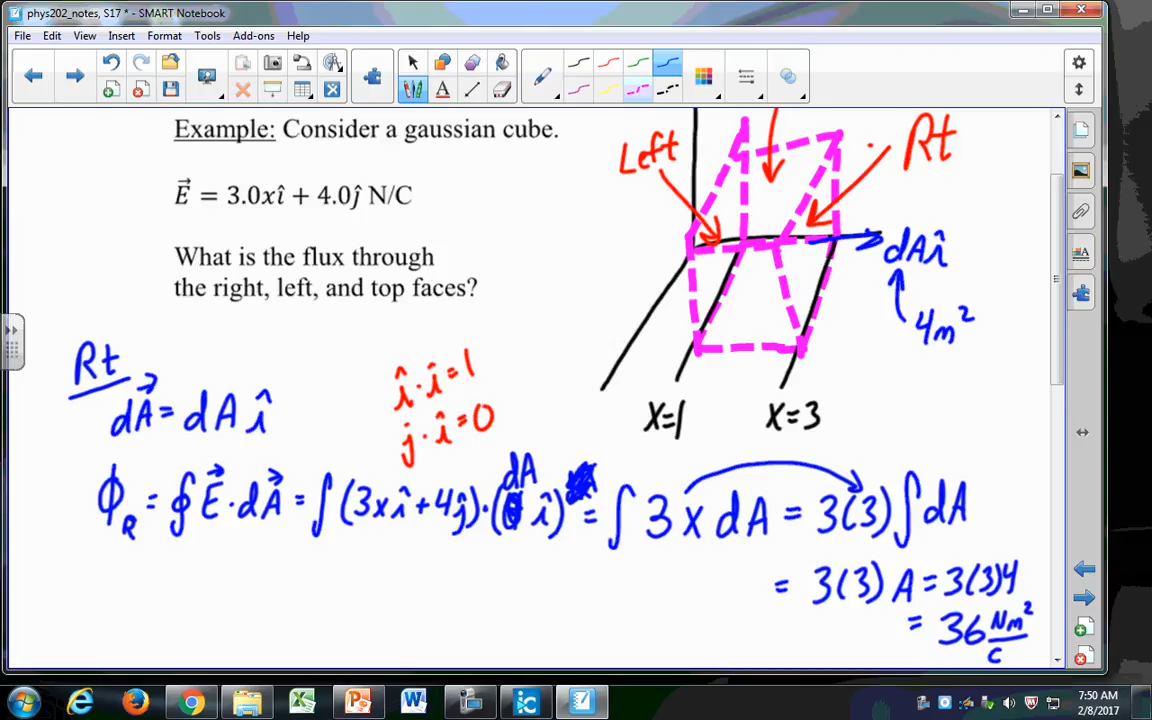 phys202_notes, S17 * - SMART Notebook
File Edit View Insert Format Tools Add-ons Help
Example: Consider a gaussian cube.
E⃗ = 3.0xî + 4.0ĵ N/C
What is the flux through
the right, left, and top faces?
Left
Rt
dAî
4m²
x=1
x=3
Rt
dA⃗ = dA î
î·î=1
j·î=0
Φ_R = ∮ E⃗·dA⃗ = ∫(3xî+4ĵ)·(dA î) = ∫ 3x dA = 3(3)∫dA
= 3(3) A = 3(3)4
= 36 Nm²/C
7:50 AM
2/8/2017